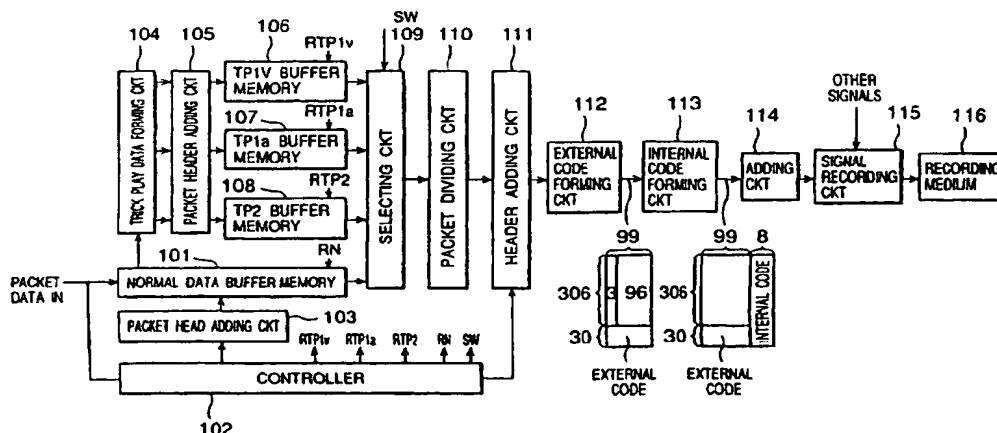 104
105
106
SW
109
110
111
RTP1v
TRICK PLAY DATA FORMING CKT
PACKET HEADER ADDING CKT
TP1V BUFFER
MEMORY
107
RTP1a
TP1a BUFFER
MEMORY
108
RTP2
TP2 BUFFER
MEMORY
SELECTING CKT
PACKET DIVIDING CKT
HEADER ADDING CKT
101
RN
PACKET
DATA IN
NORMAL DATA BUFFER MEMORY
PACKET HEAD ADDING CKT
103
RTP1v
RTP1a
RTP2
RN
SW
CONTROLLER
102
112
EXTERNAL
CODE
FORMING
CKT
113
INTERNAL
CODE
FORMING
CKT
114
ADDING
CKT
OTHER
SIGNALS
115
SIGNAL
RECORDING
CKT
116
RECORDING
MEDIUM
99
306
3
96
30
EXTERNAL
CODE
99
8
306
30
INTERNAL CODE
EXTERNAL
CODE